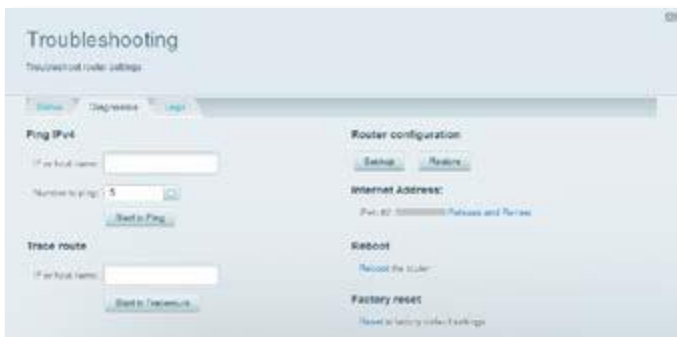 Troubleshooting
Troubleshoot router settings
Status
Diagnostics
Logs
Ping IPv4
IP or host name:
Number to ping: 5
Start to Ping
Trace route
IP or host name:
Start to Traceroute
Router configuration
Backup
Restore
Internet Address:
Release and Renew
Reboot
Reboot the router
Factory reset
Reset to factory default settings